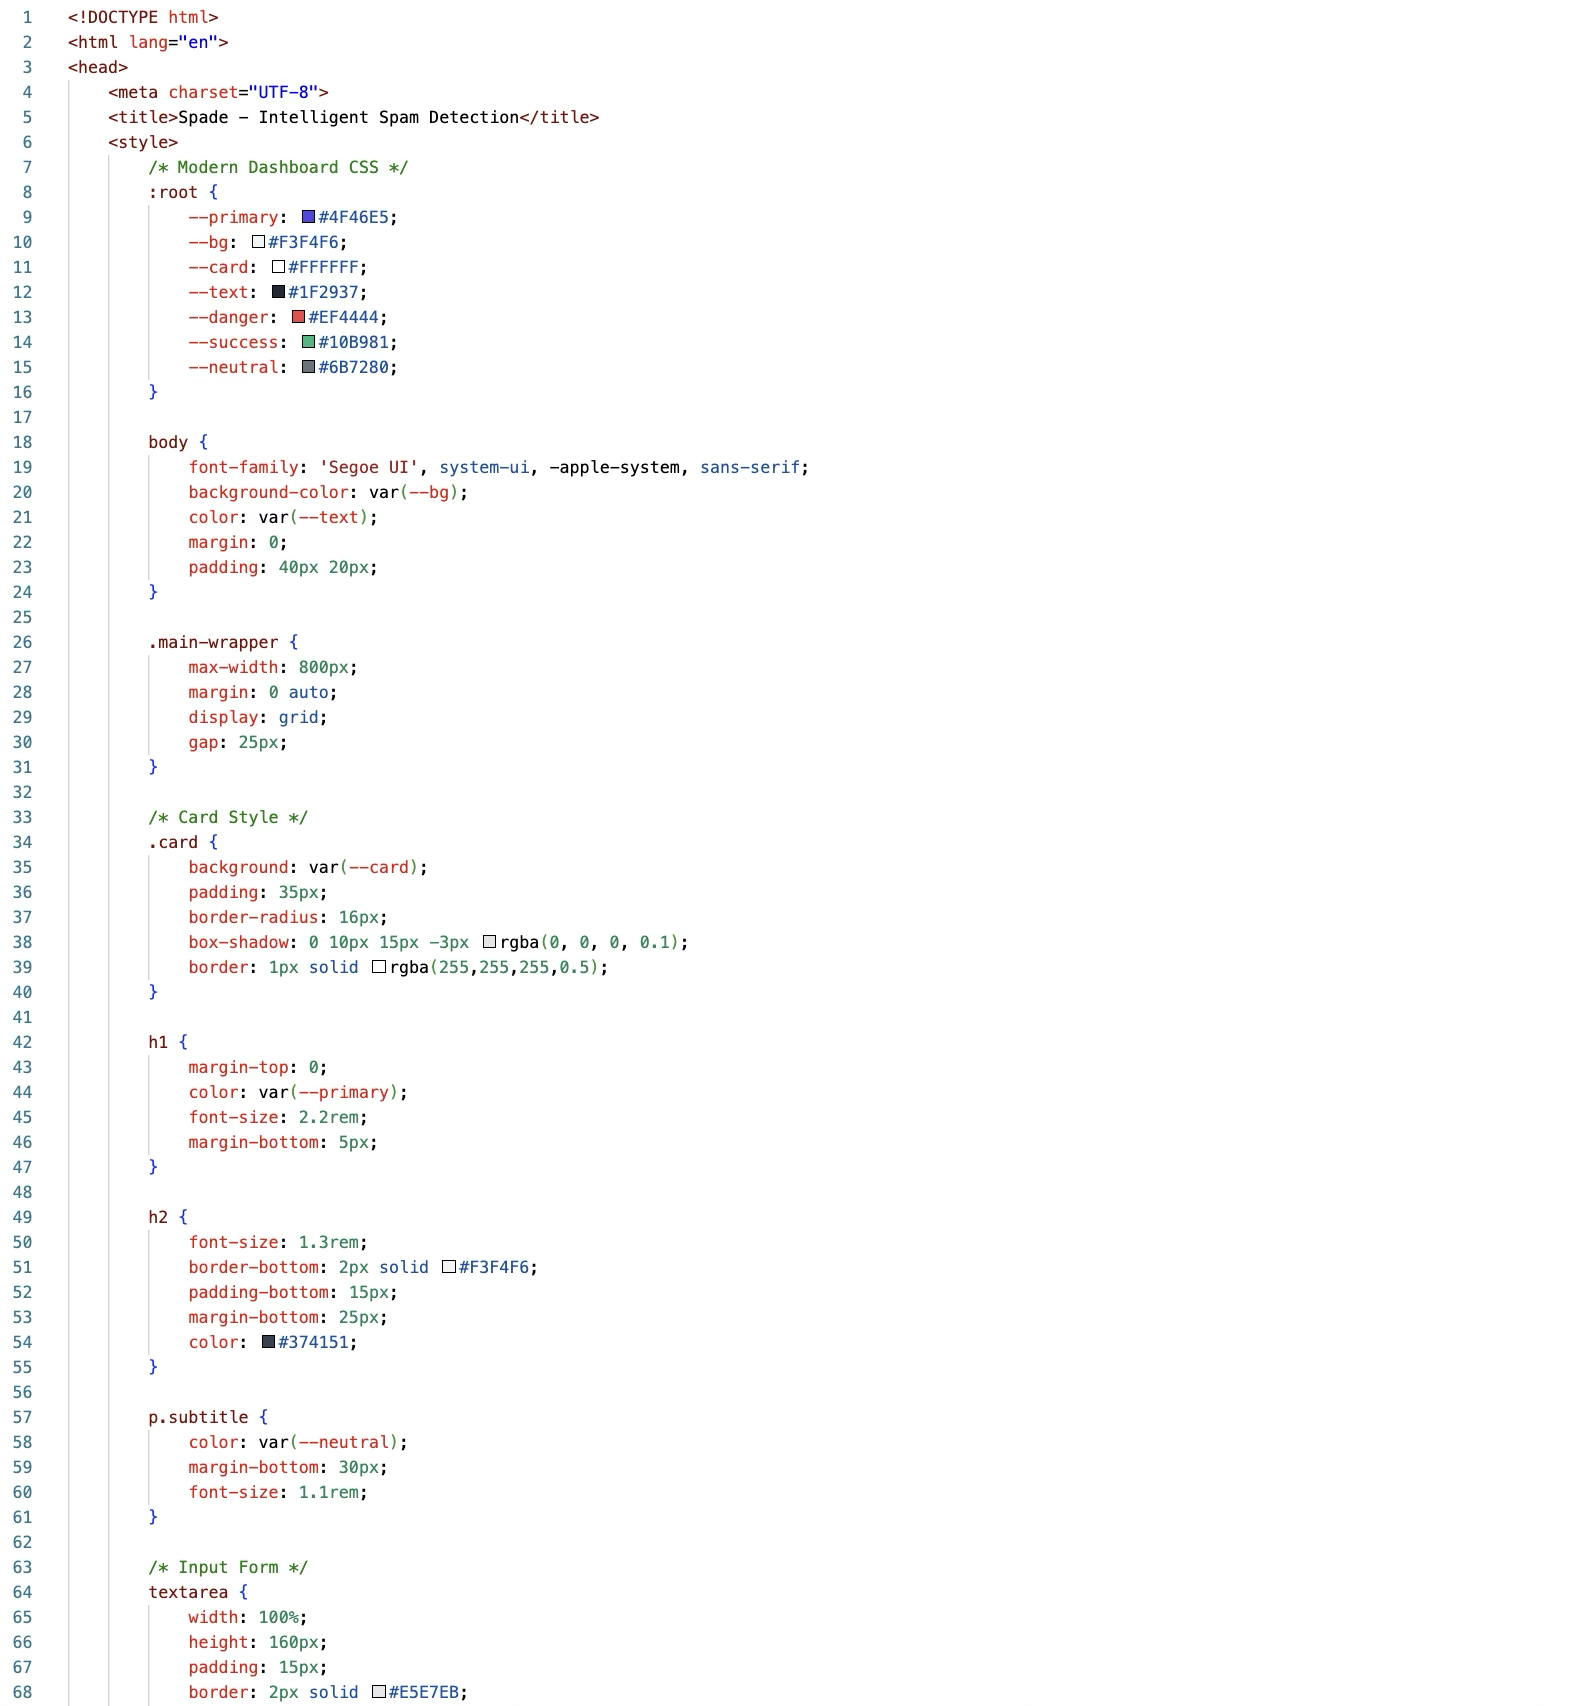 1 <!DOCTYPE html>
2 <html lang="en">
3 <head>
4     <meta charset="UTF-8">
5     <title>Spade - Intelligent Spam Detection</title>
6     <style>
7         /* Modern Dashboard CSS */
8         :root {
9             --primary: #4F46E5;
10             --bg: #F3F4F6;
11             --card: #FFFFFF;
12             --text: #1F2937;
13             --danger: #EF4444;
14             --success: #10B981;
15             --neutral: #6B7280;
16         }
17
18         body {
19             font-family: 'Segoe UI', system-ui, -apple-system, sans-serif;
20             background-color: var(--bg);
21             color: var(--text);
22             margin: 0;
23             padding: 40px 20px;
24         }
25
26         .main-wrapper {
27             max-width: 800px;
28             margin: 0 auto;
29             display: grid;
30             gap: 25px;
31         }
32
33         /* Card Style */
34         .card {
35             background: var(--card);
36             padding: 35px;
37             border-radius: 16px;
38             box-shadow: 0 10px 15px -3px rgba(0, 0, 0, 0.1);
39             border: 1px solid rgba(255,255,255,0.5);
40         }
41
42         h1 {
43             margin-top: 0;
44             color: var(--primary);
45             font-size: 2.2rem;
46             margin-bottom: 5px;
47         }
48
49         h2 {
50             font-size: 1.3rem;
51             border-bottom: 2px solid #F3F4F6;
52             padding-bottom: 15px;
53             margin-bottom: 25px;
54             color: #374151;
55         }
56
57         p.subtitle {
58             color: var(--neutral);
59             margin-bottom: 30px;
60             font-size: 1.1rem;
61         }
62
63         /* Input Form */
64         textarea {
65             width: 100%;
66             height: 160px;
67             padding: 15px;
68             border: 2px solid #E5E7EB;